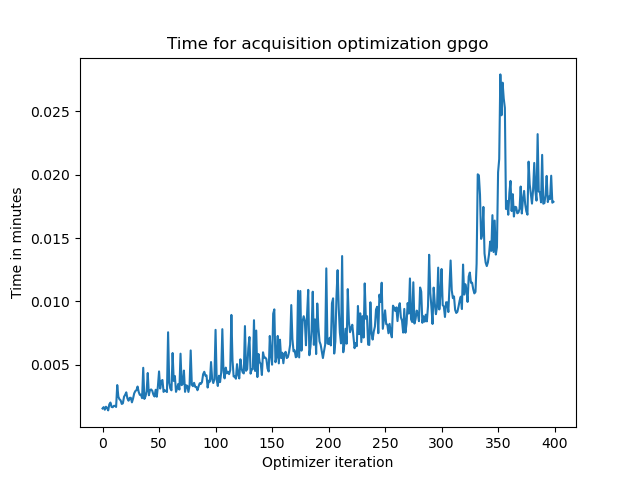 Time for acquisition optimization gpgo
0.025
0.020
0.015
0.010
0.005
Time in minutes
0 50 100 150 200 250 300 350 400
Optimizer iteration